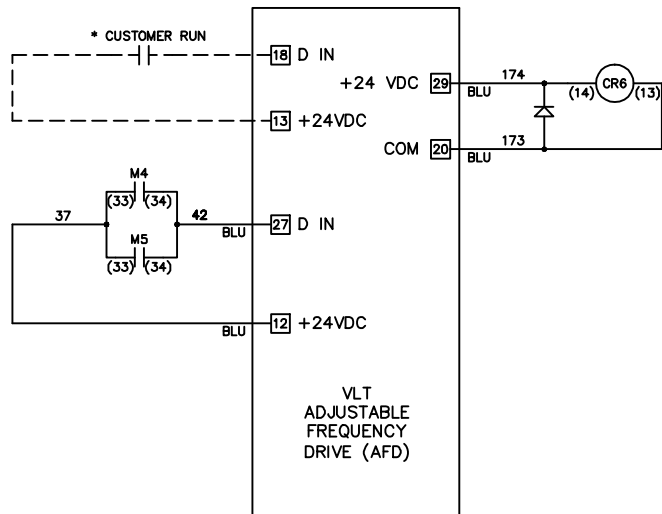 * CUSTOMER RUN
18 D IN
13 +24VDC
+24 VDC 29
BLU
174
CR6
(14) (13)
COM 20
BLU
173
M4
(33) (34)
37
42
BLU
27 D IN
M5
(33) (34)
BLU
12 +24VDC
VLT
ADJUSTABLE
FREQUENCY
DRIVE (AFD)